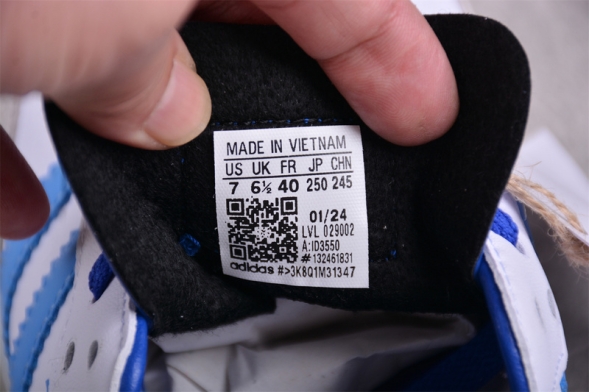 MADE IN VIETNAM
US UK FR JP CHN
7 6½ 40 250 245
01/24
LVL 029002
A:ID3550
#132461831
adidas #>3K8Q1M31347